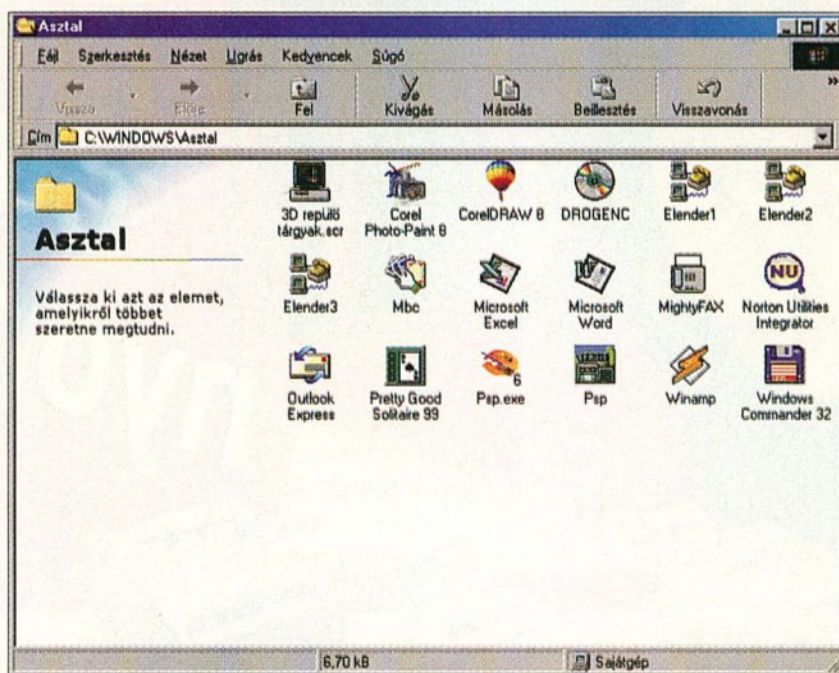 Asztal
Fájl Szerkesztés Nézet Ugrás Kedvencek Súgó
Vissza Előre Fel Kivágás Másolás Beillesztés Visszavonás »
Cím C:\WINDOWS\Asztal
Asztal
Válassza ki azt az elemet,
amelyikről többet
szeretne megtudni.
3D repülő
tárgyak.scr
Corel
Photo-Paint 8
CorelDRAW 8
DROGENC
Elender1
Elender2
Elender3
Mbc
Microsoft
Excel
Microsoft
Word
MightyFAX
NU
Norton Utilities
Integrator
Outlook
Express
Pretty Good
Solitaire 99
6
Psp.exe
Psp
Winamp
Windows
Commander 32
6,70 kB
Sajátgép